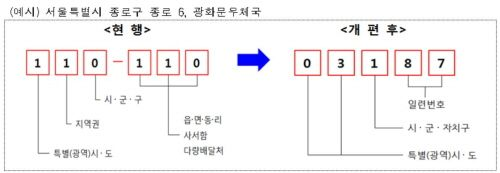 (예시) 서울특별시 종로구 종로 6, 광화문우체국
<현 행>
<개 편 후>
1 1 0 - 1 1 0
0 3 1 8 7
시·군·구
지역권
특별(광역)시·도
읍·면·동·리
사서함
다량배달처
일련번호
시·군·자치구
특별(광역)시·도